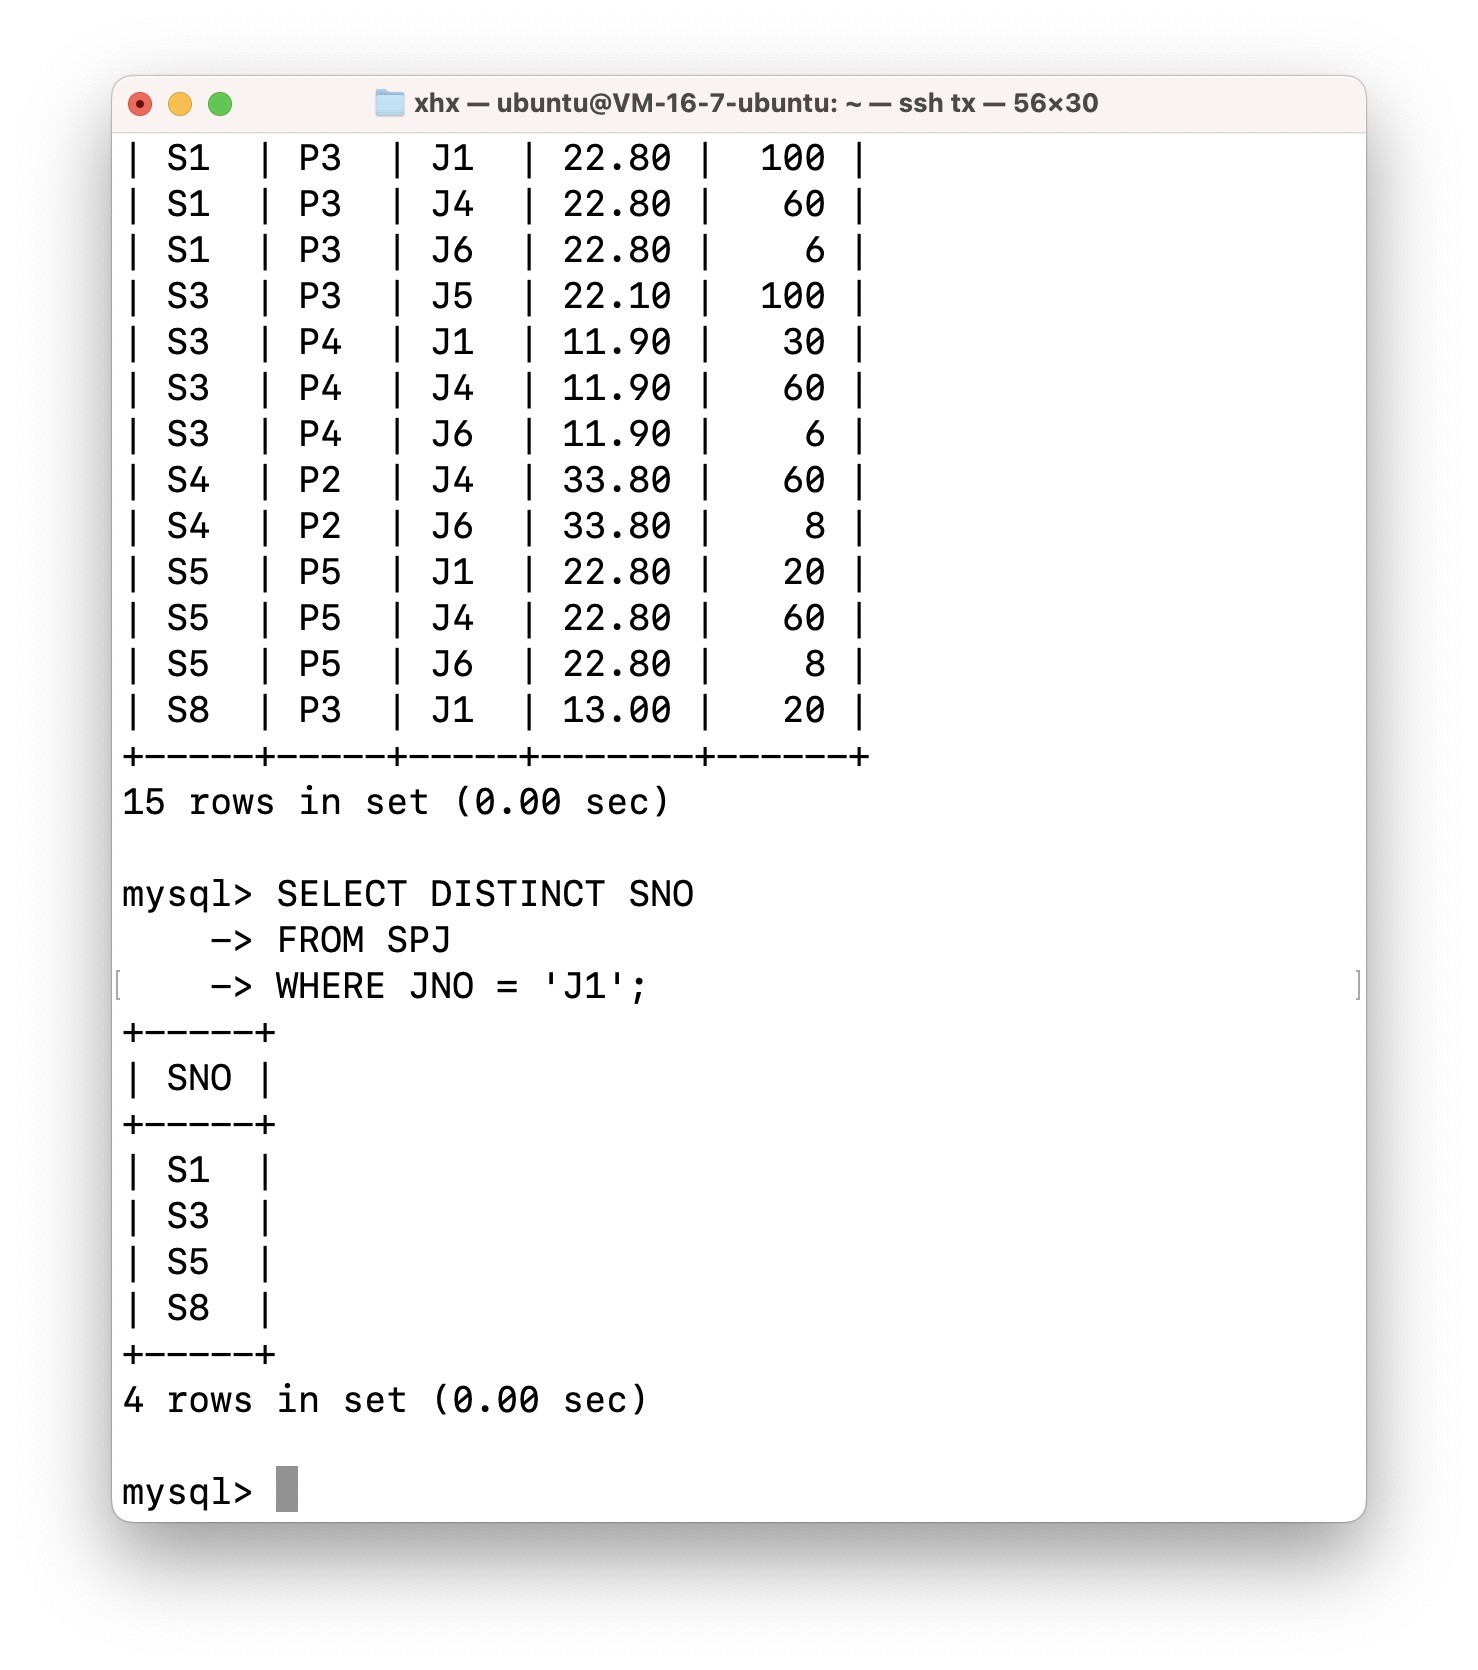 xhx — ubuntu@VM-16-7-ubuntu: ~ — ssh tx — 56×30
| S1  | P3  | J1  | 22.80 |  100 |
| S1  | P3  | J4  | 22.80 |   60 |
| S1  | P3  | J6  | 22.80 |    6 |
| S3  | P3  | J5  | 22.10 |  100 |
| S3  | P4  | J1  | 11.90 |   30 |
| S3  | P4  | J4  | 11.90 |   60 |
| S3  | P4  | J6  | 11.90 |    6 |
| S4  | P2  | J4  | 33.80 |   60 |
| S4  | P2  | J6  | 33.80 |    8 |
| S5  | P5  | J1  | 22.80 |   20 |
| S5  | P5  | J4  | 22.80 |   60 |
| S5  | P5  | J6  | 22.80 |    8 |
| S8  | P3  | J1  | 13.00 |   20 |
+-----+-----+-----+-------+------+
15 rows in set (0.00 sec)

mysql> SELECT DISTINCT SNO
    -> FROM SPJ
[    -> WHERE JNO = 'J1'; ]
+-----+
| SNO |
+-----+
| S1  |
| S3  |
| S5  |
| S8  |
+-----+
4 rows in set (0.00 sec)

mysql>